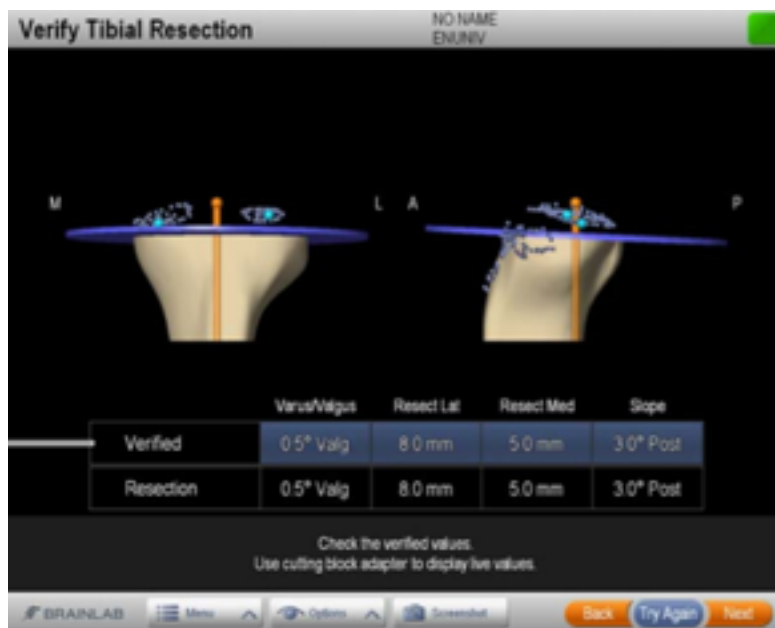 Verify Tibial Resection
NO NAME
ENUNIV
M L A P
Varus/Valgus Resect Lat Resect Med Slope
Verified 0.5° Valg 8.0 mm 5.0 mm 3.0° Post
Resection 0.5° Valg 8.0 mm 5.0 mm 3.0° Post
Check the verified values.
Use cutting block adapter to display live values.
BRAINLAB Menu Options Screenshot Back Try Again Next